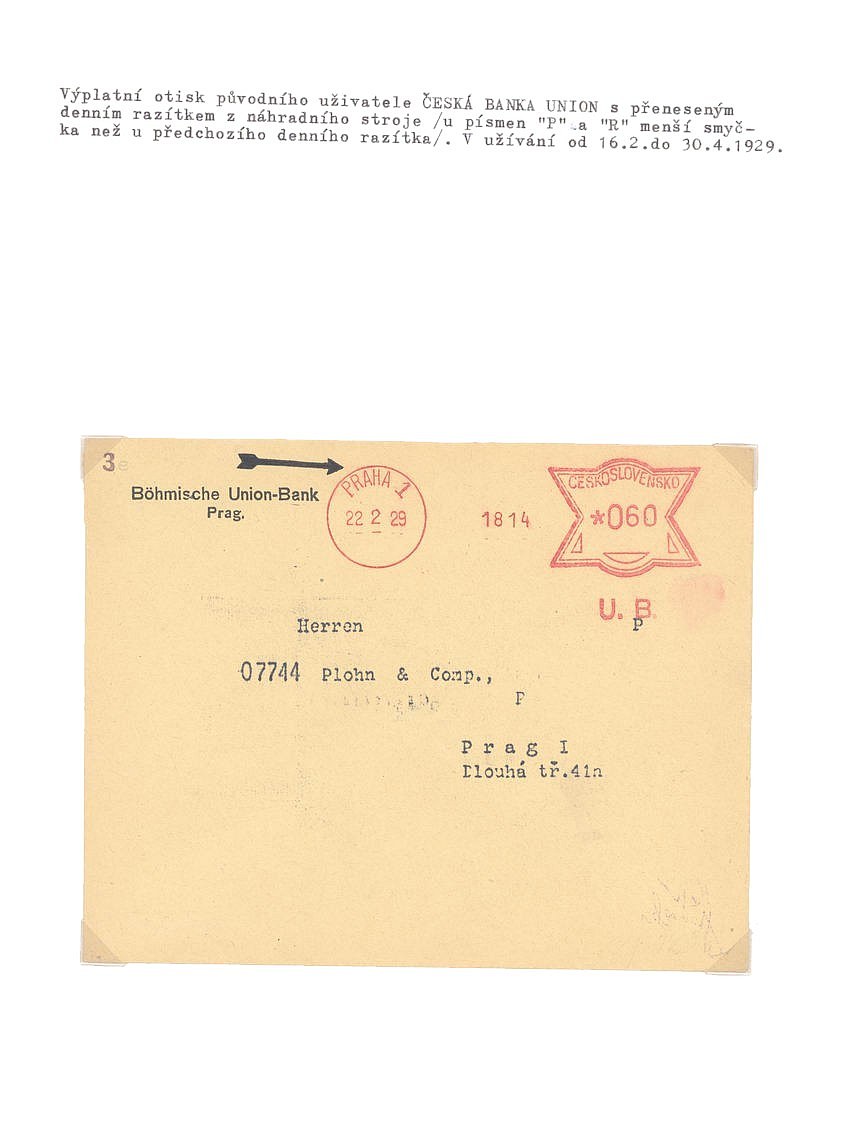 Výplatní otisk původního uživatele ČESKÁ BANKA UNION s přeneseným
denním razítkem z náhradního stroje /u písmen "P" a "R" menší smyč-
ka než u předchozího denního razítka/. V užívání od 16.2.do 30.4.1929.
3e
Böhmische Union-Bank
Prag.
PRAHA 1
22 2 29
1814
ČESKOSLOVENSKO
*060
U. B.
P
Herren
07744 Plohn & Comp.,
P
Prag I
Dlouhá tř.41a